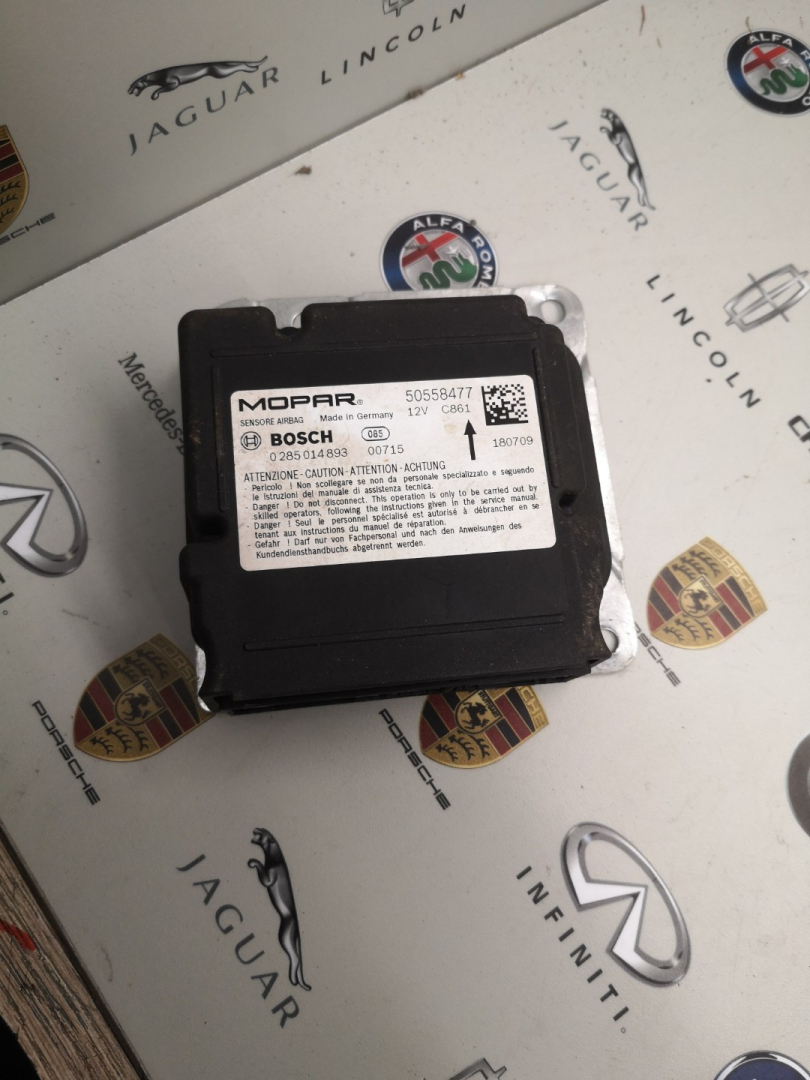 LINCOLN
JAGUAR
ALFA RO
JAGUAR
PORSCHE
ALFA ROM
LINCOLN
Mercedes-
MOPAR®
50558477
SENSORE AIRBAG Made in Germany 12V C861
BOSCH 085
0 285 014 893 00715 180709
ATTENZIONE - CAUTION - ATTENTION - ACHTUNG
- Pericolo ! Non scollegare se non da personale specializzato e seguendo
le istruzioni del manuale di assistenza tecnica.
- Danger ! Do not disconnect. This operation is only to be carried out by
skilled operators, following the instructions given in the service manual.
- Danger ! Seul le personnel spécialisé est autorisé à débrancher en se
tenant aux instructions du manuel de réparation.
- Gefahr ! Darf nur von Fachpersonal und nach den Anweisungen des
Kundendiensthandbuchs abgetrennt werden.
PORSCHE
PORSCHE
PORSCHE
JAGUAR
INFINITI